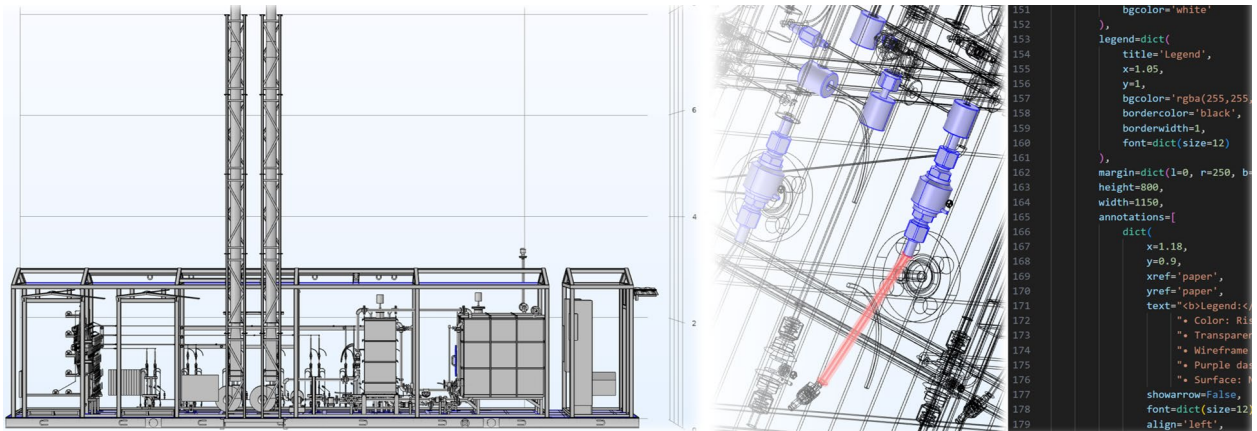 6
4
2
151 bgcolor='white'
152 ),
153 legend=dict(
154 title='Legend',
155 x=1.05,
156 y=1,
157 bgcolor='rgba(255,255,
158 bordercolor='black',
159 borderwidth=1,
160 font=dict(size=12)
161 ),
162 margin=dict(l=0, r=250, b=
163 height=800,
164 width=1150,
165 annotations=[
166 dict(
167 x=1.18,
168 y=0.9,
169 xref='paper',
170 yref='paper',
171 text="<b>Legend:</
172 "• Color: Ris
173 "• Transparen
174 "• Wireframe
175 "• Purple das
176 "• Surface:
177 showarrow=False,
178 font=dict(size=12)
179 align='left',